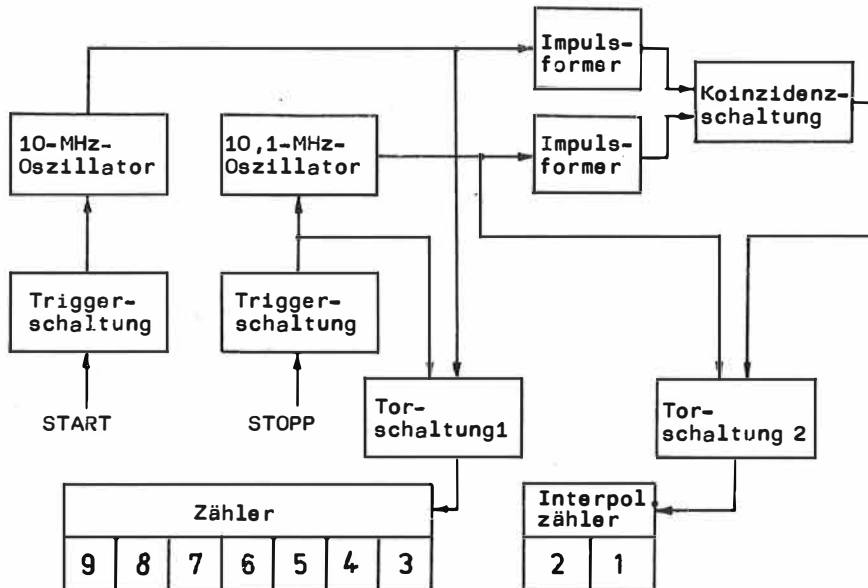 Impuls-
former
Koinzidenz-
schaltung
10-MHz-
Oszillator
10,1-MHz-
Oszillator
Impuls-
former
Trigger-
schaltung
Trigger-
schaltung
START
STOPP
Tor-
schaltung1
Tor-
schaltung 2
Zähler
Interpol
zähler
9 8 7 6 5 4 3
2 1